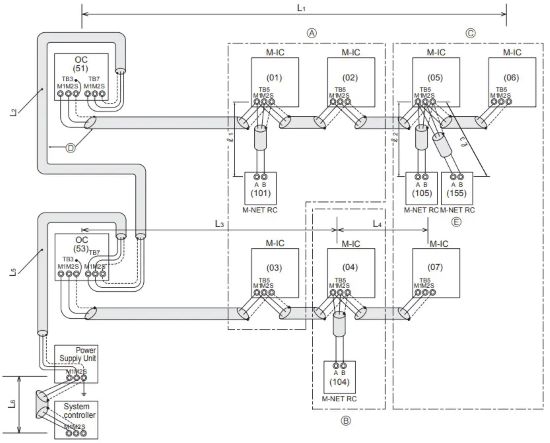 L1
Ⓐ
Ⓒ
M-IC
M-IC
M-IC
M-IC
OC
(51)
TB3
TB7
M1M2S
M1M2S
(01)
TB5
M1M2S
(02)
TB5
M1M2S
(05)
TB5
M1M2S
(06)
TB5
M1M2S
L2
Ⓓ
ℓ1
ℓ2
ℓ3
A B
(101)
M-NET RC
A B
(105)
M-NET RC
A B
(155)
M-NET RC
Ⓔ
L3
L4
M-IC
M-IC
M-IC
OC
(53)
TB3
TB7
M1M2S
M1M2S
(03)
TB5
M1M2S
(04)
TB5
M1M2S
(07)
TB5
M1M2S
L5
Power
Supply Unit
M1M2S
A B
(104)
M-NET RC
Ⓑ
L6
System
controller
M1M2S